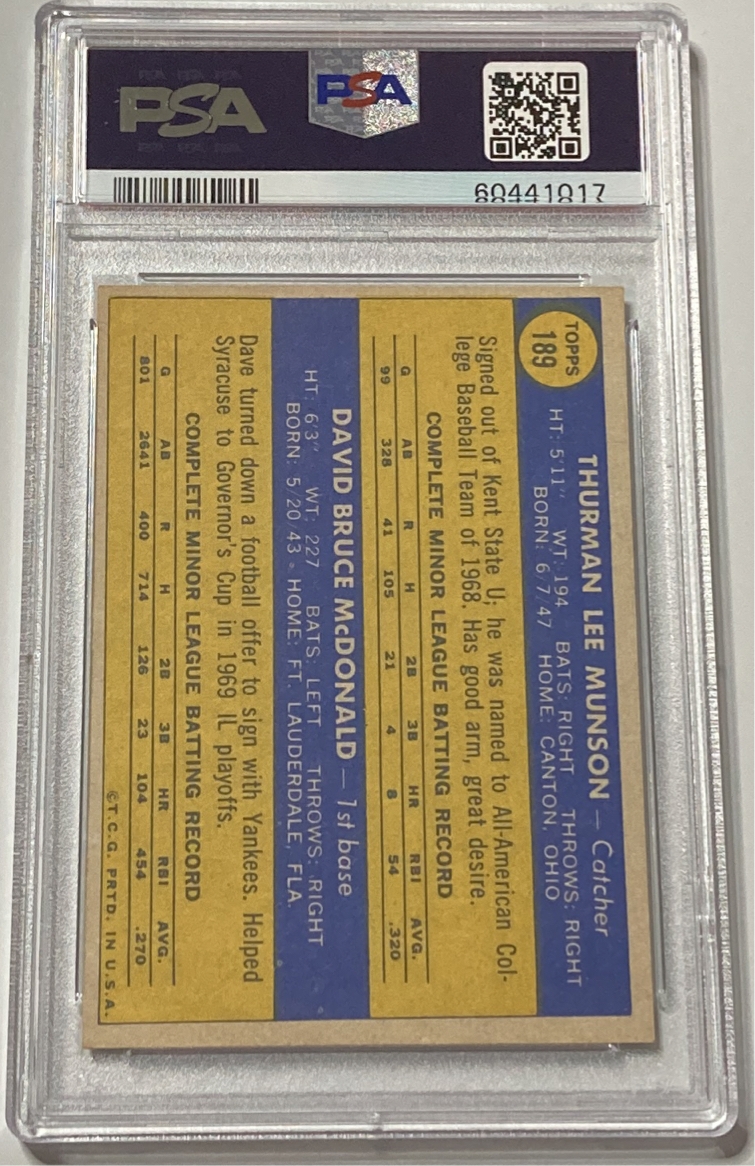 PSA
PSA
60441017
TOPPS
189
THURMAN LEE MUNSON — Catcher
HT: 5'11" WT: 194 BATS: RIGHT THROWS: RIGHT
BORN: 6/7/47 HOME: CANTON, OHIO
Signed out of Kent State U; he was named to All-American Col-
lege Baseball Team of 1968. Has good arm, great desire.
COMPLETE MINOR LEAGUE BATTING RECORD
G AB R H 2B 3B HR RBI AVG.
99 328 41 105 21 4 8 54 .320
DAVID BRUCE McDONALD — 1st base
HT: 6'3" WT: 227 BATS: LEFT THROWS: RIGHT
BORN: 5/20/43 • HOME: FT. LAUDERDALE, FLA.
Dave turned down a football offer to sign with Yankees. Helped
Syracuse to Governor's Cup in 1969 IL playoffs.
COMPLETE MINOR LEAGUE BATTING RECORD
G AB R H 2B 3B HR RBI AVG.
801 2641 400 714 126 23 104 454 .270
©T.C.G. PRTD. IN U.S.A.